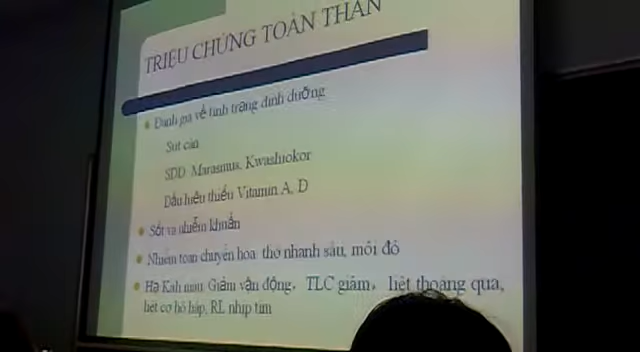 TRIỆU CHỨNG TOÀN THÂN
Đánh giá về tình trạng dinh dưỡng
Sút cân
SDD Marasmus, Kwashiokor
Dấu hiệu thiếu Vitamin A, D
Sốt và nhiễm khuẩn
Nhiễm toan chuyển hoá thở nhanh sâu, môi đỏ
Hạ Kali máu Giảm vận động, TLC giảm, liệt thoáng qua,
liệt cơ hô hấp, RL nhịp tim